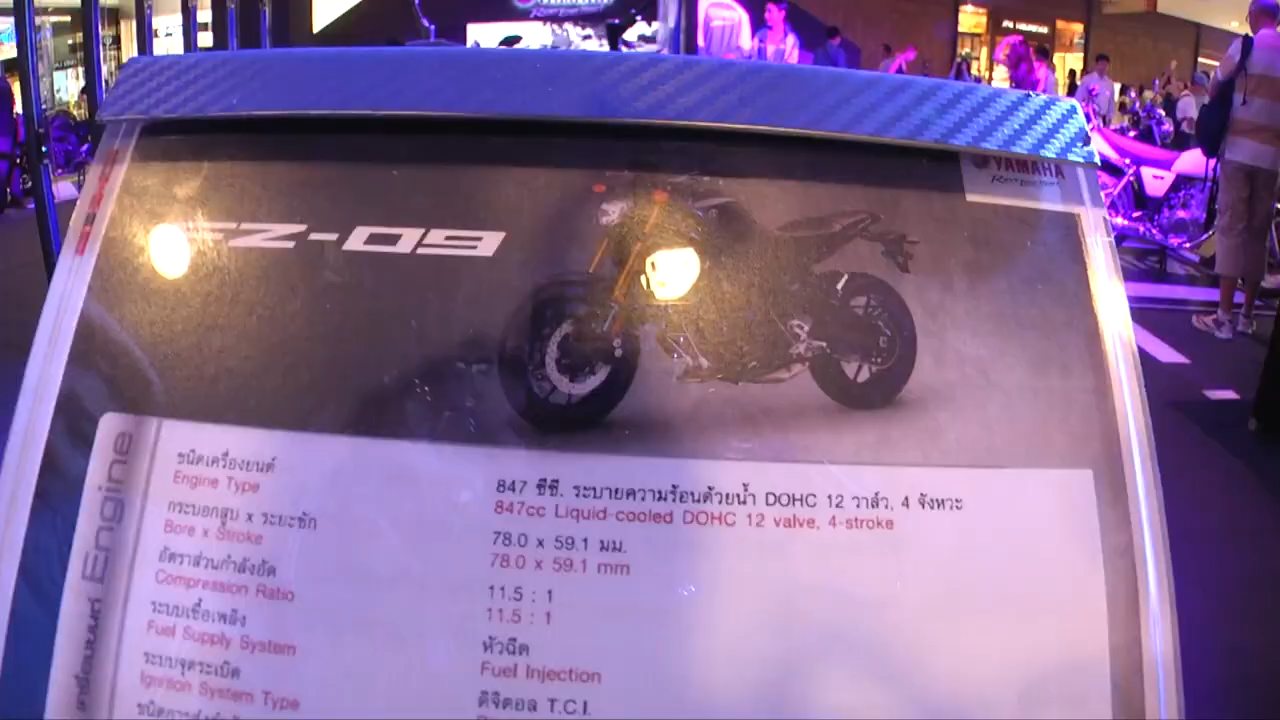 YAMAHA
FZ-09
Engine
ชนิดเครื่องยนต์
Engine Type
847 ซีซี. ระบายความร้อนด้วยน้ำ DOHC 12 วาล์ว, 4 จังหวะ
847cc Liquid-cooled DOHC 12 valve, 4-stroke
กระบอกสูบ x ระยะชัก
Bore x Stroke
78.0 x 59.1 มม.
78.0 x 59.1 mm
อัตราส่วนกำลังอัด
Compression Ratio
11.5 : 1
11.5 : 1
ระบบเชื้อเพลิง
Fuel Supply System
หัวฉีด
Fuel Injection
ระบบจุดระเบิด
Ignition System Type
ดิจิตอล T.C.I.